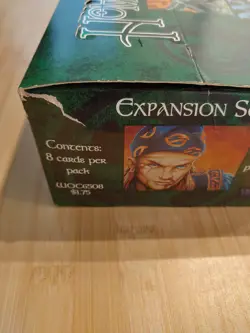 Expansion S
Contents:
8 cards per
pack
WOC6508
$1.75